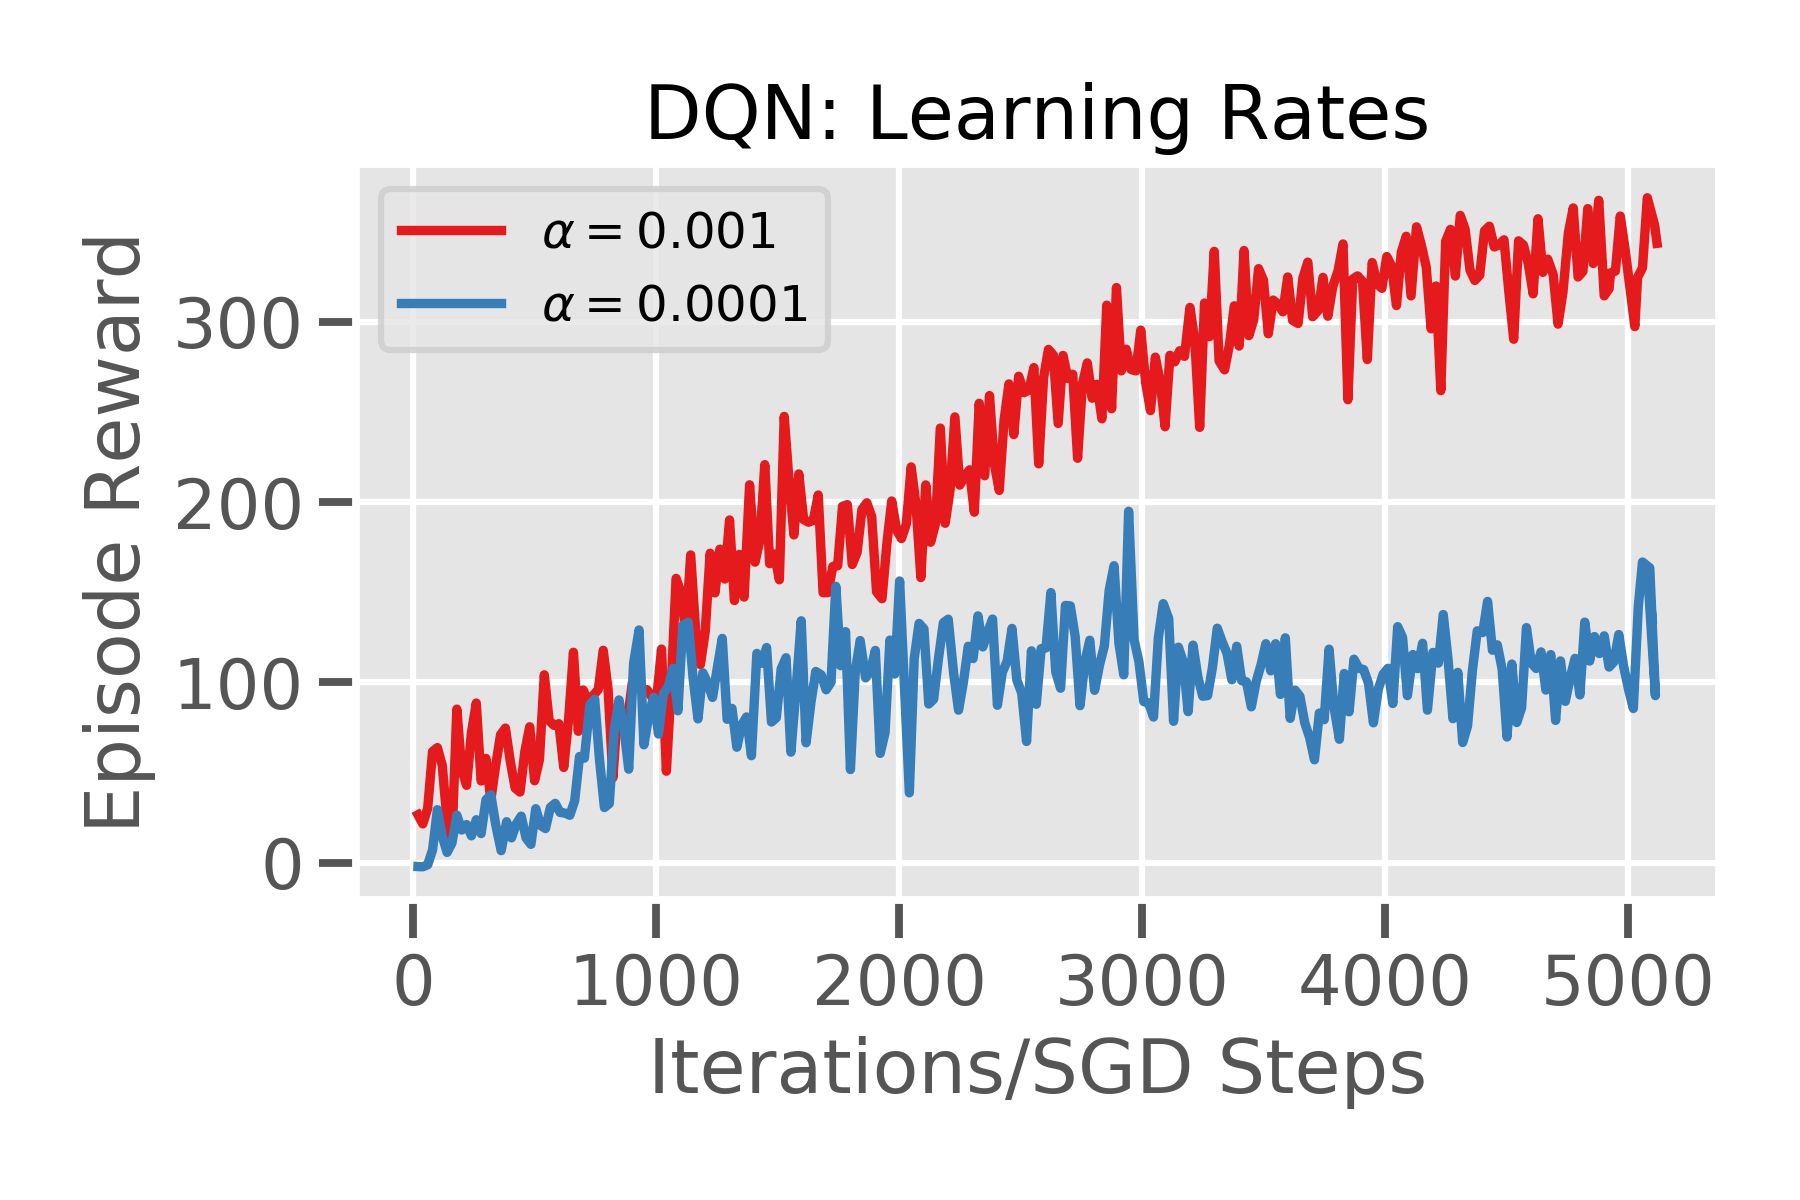 DQN: Learning Rates
α = 0.001
α = 0.0001
Episode Reward
300
200
100
0
0 1000 2000 3000 4000 5000
Iterations/SGD Steps